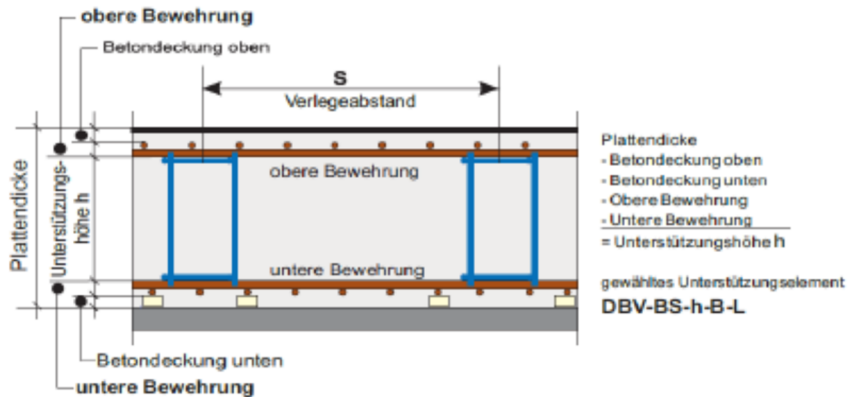 obere Bewehrung
Betondeckung oben
S
Verlegeabstand
Plattendicke
Unterstützungs-
höhe h
obere Bewehrung
untere Bewehrung
Betondeckung unten
untere Bewehrung
Plattendicke
- Betondeckung oben
- Betondeckung unten
- Obere Bewehrung
- Untere Bewehrung
= Unterstützungshöhe h
gewähltes Unterstützungselement
DBV-BS-h-B-L